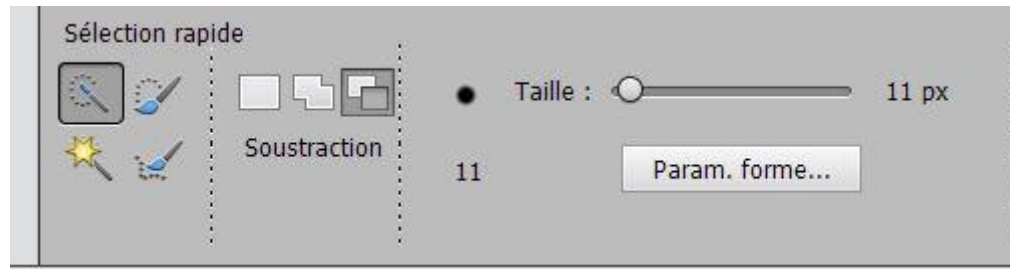 Sélection rapide
Taille : 11 px
Soustraction
11
Param. forme...